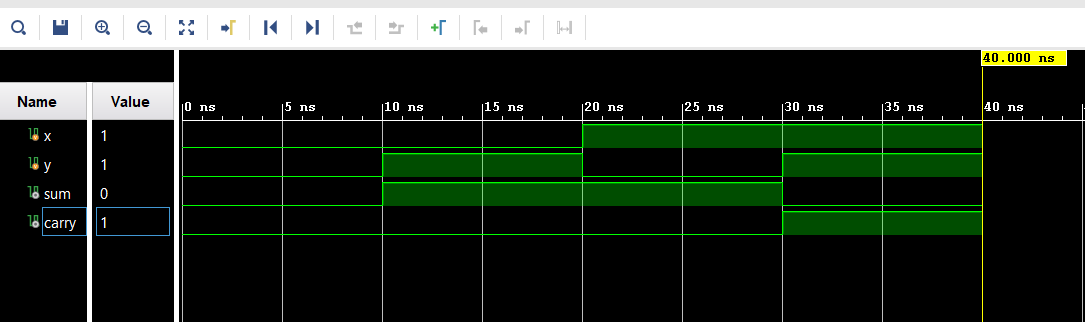 40.000 ns
Name Value
0 ns 5 ns 10 ns 15 ns 20 ns 25 ns 30 ns 35 ns 40 ns
x 1
y 1
sum 0
carry 1